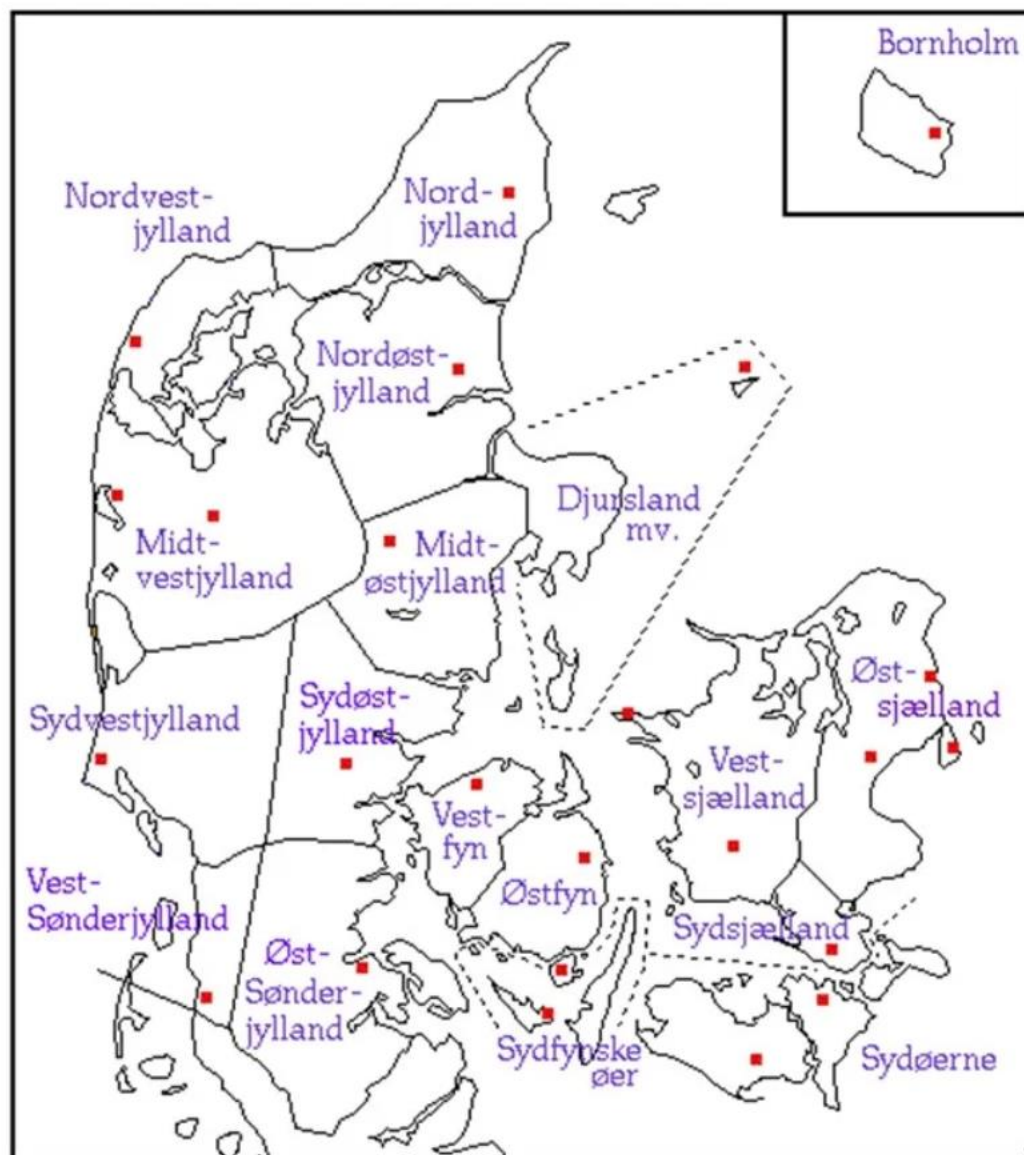 Bornholm
Nordvest-
jylland
Nord-
jylland
Nordøst-
jylland
Djursland
mv.
Midt-
vestjylland
Midt-
østjylland
Sydvestjylland
Sydøst-
jylland
Øst-
sjælland
Vest-
sjælland
Vest-
fyn
Østfyn
Vest-
Sønderjylland
Øst-
Sønder-
jylland
Sydsjælland
Sydfynske
øer
Sydøerne